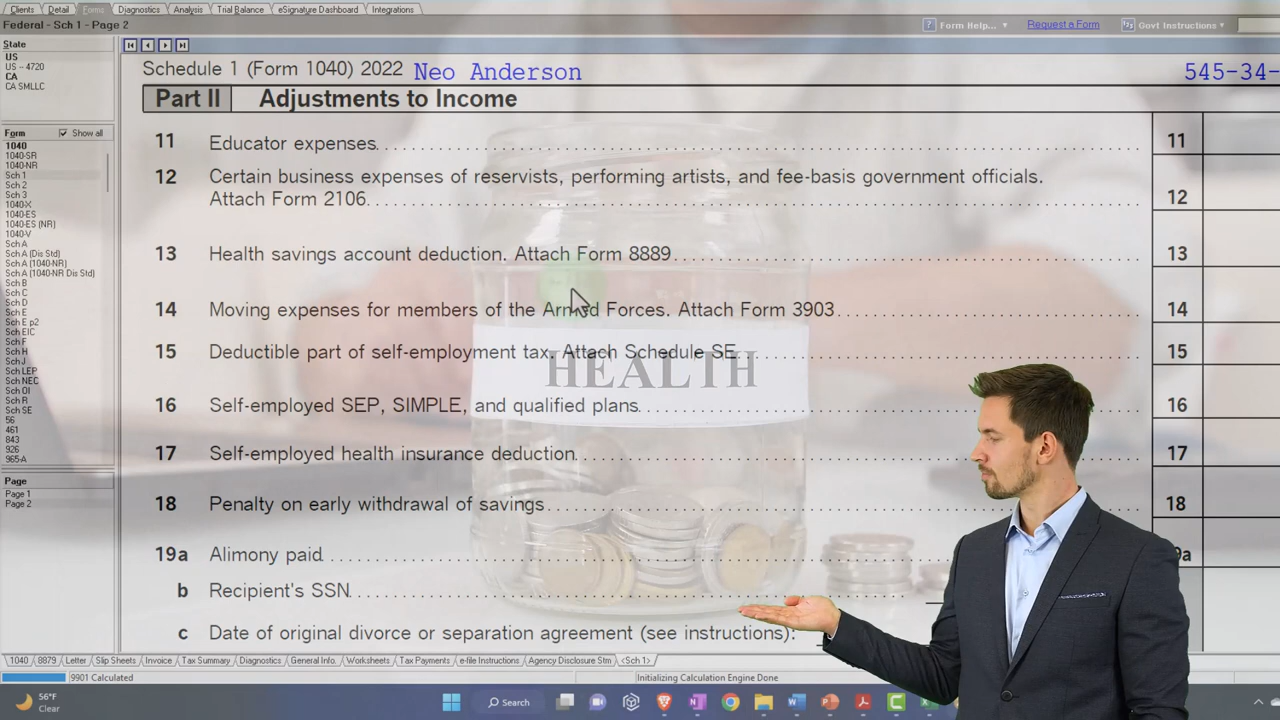 Clients Detail Forms Diagnostics Analysis Trial Balance eSignature Dashboard Integrations
Federal - Sch 1 - Page 2
Form Help... Request a Form Govt Instructions
State
US
US - 4720
CA
CA SMLLC
Form Show all
1040
1040-SR
1040-NR
Sch 1
Sch 2
Sch 3
1040-X
1040-ES
1040-ES (NR)
1040-V
Sch A
Sch A (Dis Std)
Sch A (1040-NR)
Sch A (1040-NR Dis Std)
Sch B
Sch C
Sch D
Sch E
Sch E p2
Sch EIC
Sch F
Sch H
Sch J
Sch LEP
Sch NEC
Sch OI
Sch R
Sch SE
56
461
843
926
965-A
Page
Page 1
Page 2
Schedule 1 (Form 1040) 2022 Neo Anderson 545-34-
Part II Adjustments to Income
11 Educator expenses 11
12 Certain business expenses of reservists, performing artists, and fee-basis government officials.
Attach Form 2106 12
13 Health savings account deduction. Attach Form 8889 13
14 Moving expenses for members of the Armed Forces. Attach Form 3903 14
15 Deductible part of self-employment tax. Attach Schedule SE 15
HEALTH
16 Self-employed SEP, SIMPLE, and qualified plans 16
17 Self-employed health insurance deduction 17
18 Penalty on early withdrawal of savings 18
19a Alimony paid 9a
b Recipient's SSN
c Date of original divorce or separation agreement (see instructions):
1040 8879 Letter Slip Sheets Invoice Tax Summary Diagnostics General Info. Worksheets Tax Payments e-file Instructions Agency Disclosure Stm <Sch 1>
9901 Calculated Initializing Calculation Engine Done
56°F
Clear
Search